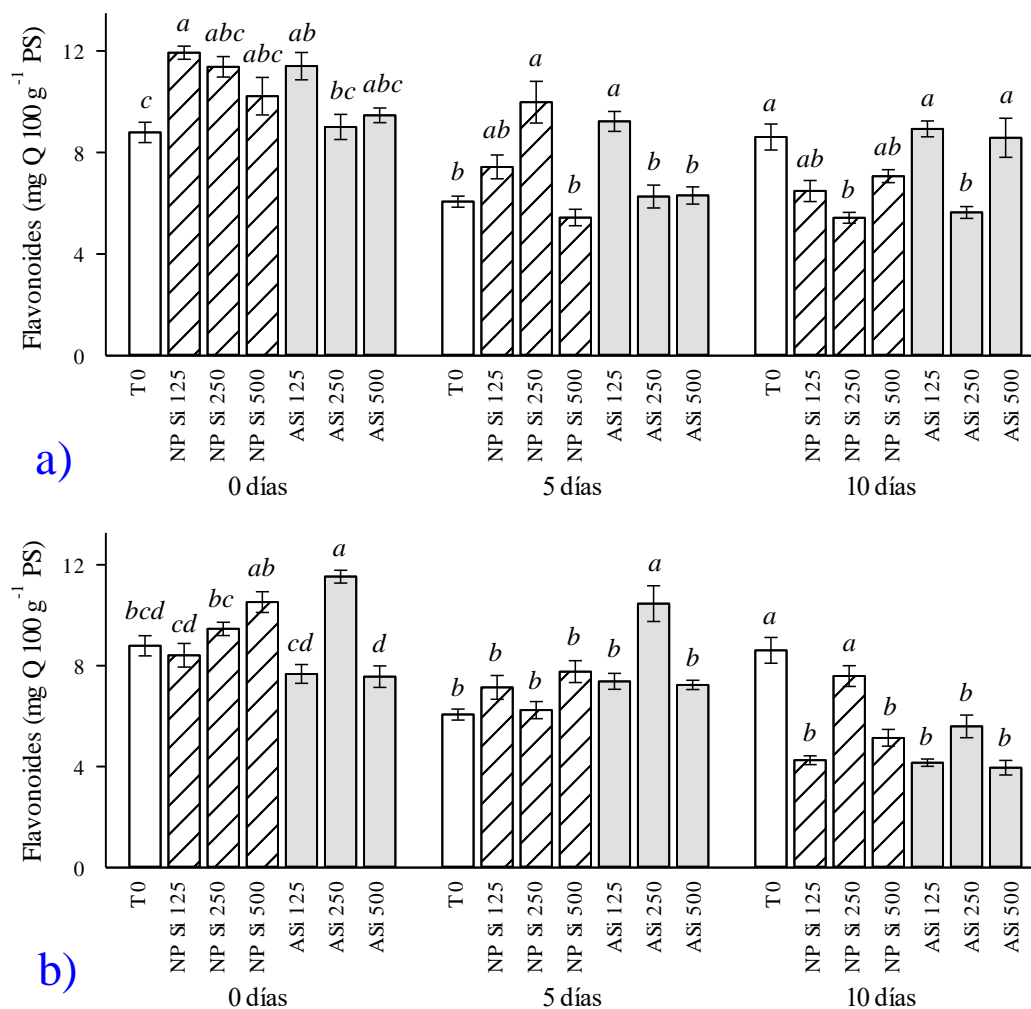 Flavonoides (mg Q 100 g⁻¹ PS)
12
8
4
0
c a abc abc ab bc abc
b ab a b a b b
a ab b ab a b a
T0 NP Si 125 NP Si 250 NP Si 500 ASi 125 ASi 250 ASi 500
T0 NP Si 125 NP Si 250 NP Si 500 ASi 125 ASi 250 ASi 500
T0 NP Si 125 NP Si 250 NP Si 500 ASi 125 ASi 250 ASi 500
a)
0 días 5 días 10 días
Flavonoides (mg Q 100 g⁻¹ PS)
12
8
4
0
bcd cd bc ab cd a d
b b b b b a b
a b a b b b b
T0 NP Si 125 NP Si 250 NP Si 500 ASi 125 ASi 250 ASi 500
T0 NP Si 125 NP Si 250 NP Si 500 ASi 125 ASi 250 ASi 500
T0 NP Si 125 NP Si 250 NP Si 500 ASi 125 ASi 250 ASi 500
b)
0 días 5 días 10 días